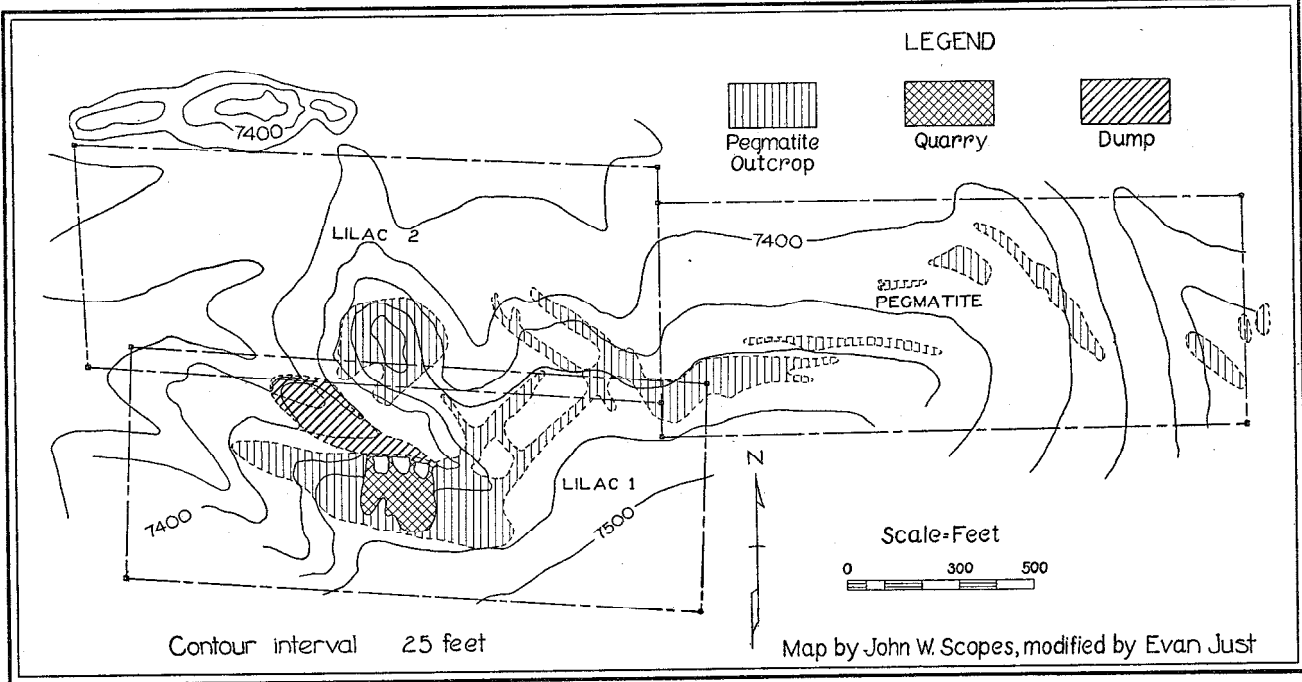 LEGEND
Pegmatite
Outcrop
Quarry
Dump
7400
LILAC 2
7400
PEGMATITE
LILAC 1
7400
7500
N
Scale=Feet
0 300 500
Contour interval 25 feet
Map by John W. Scopes, modified by Evan Just